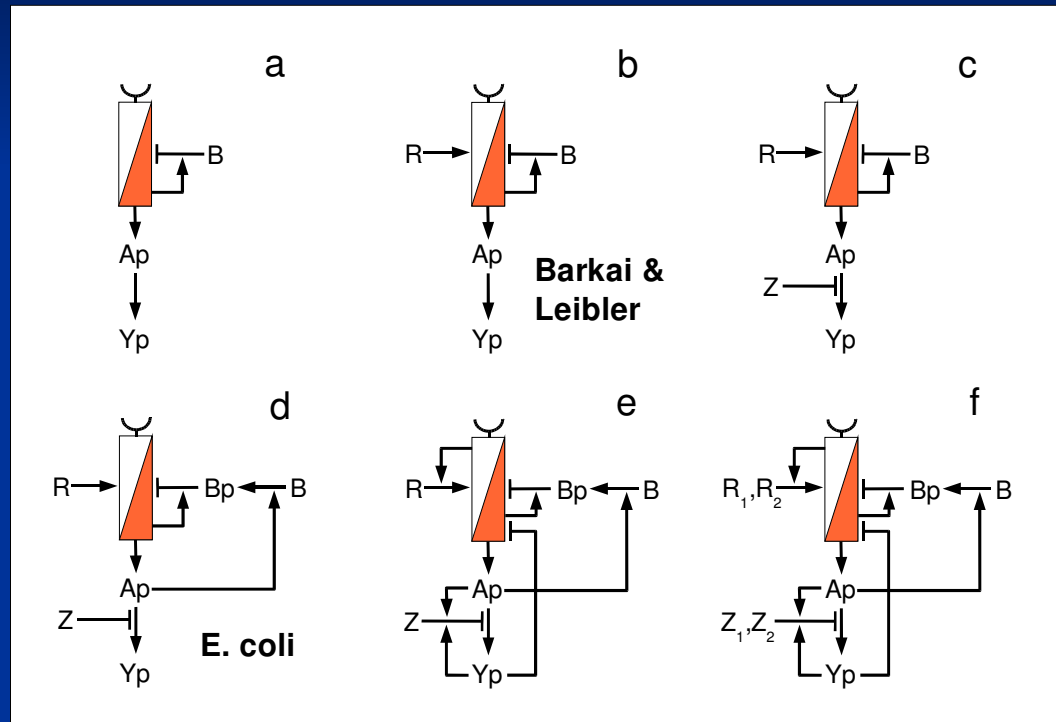 a
b
c
B
R
B
R
B
Ap
Ap
Ap
Barkai &
Leibler
Z
Yp
Yp
Yp
d
e
f
R
Bp
B
R
Bp
B
R1,R2
Bp
B
Ap
Ap
Ap
Z
Z
Z1,Z2
E. coli
Yp
Yp
Yp